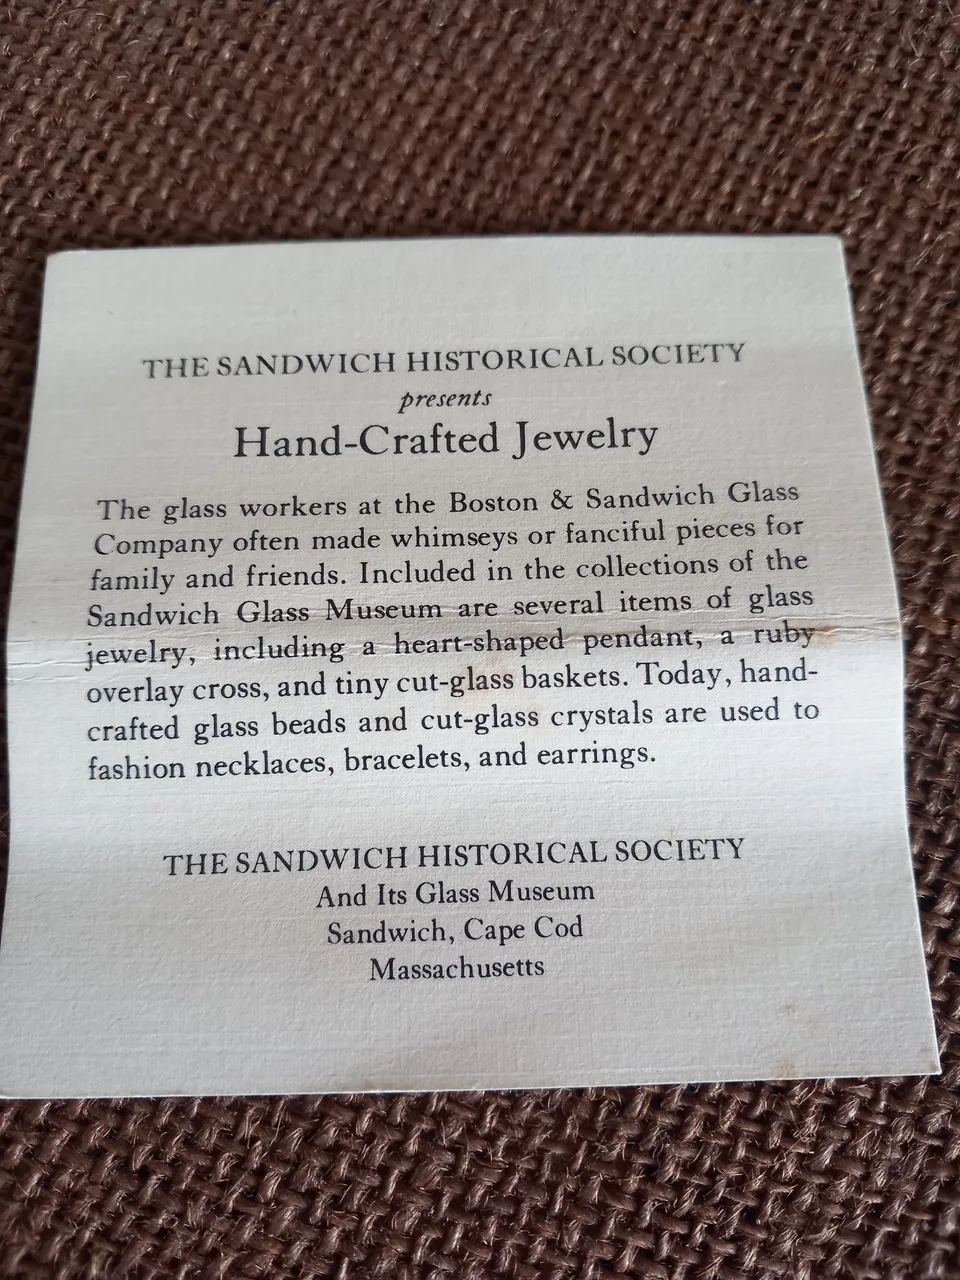 THE SANDWICH HISTORICAL SOCIETY
presents
Hand-Crafted Jewelry
The glass workers at the Boston & Sandwich Glass
Company often made whimseys or fanciful pieces for
family and friends. Included in the collections of the
Sandwich Glass Museum are several items of glass
jewelry, including a heart-shaped pendant, a ruby
overlay cross, and tiny cut-glass baskets. Today, hand-
crafted glass beads and cut-glass crystals are used to
fashion necklaces, bracelets, and earrings.
THE SANDWICH HISTORICAL SOCIETY
And Its Glass Museum
Sandwich, Cape Cod
Massachusetts